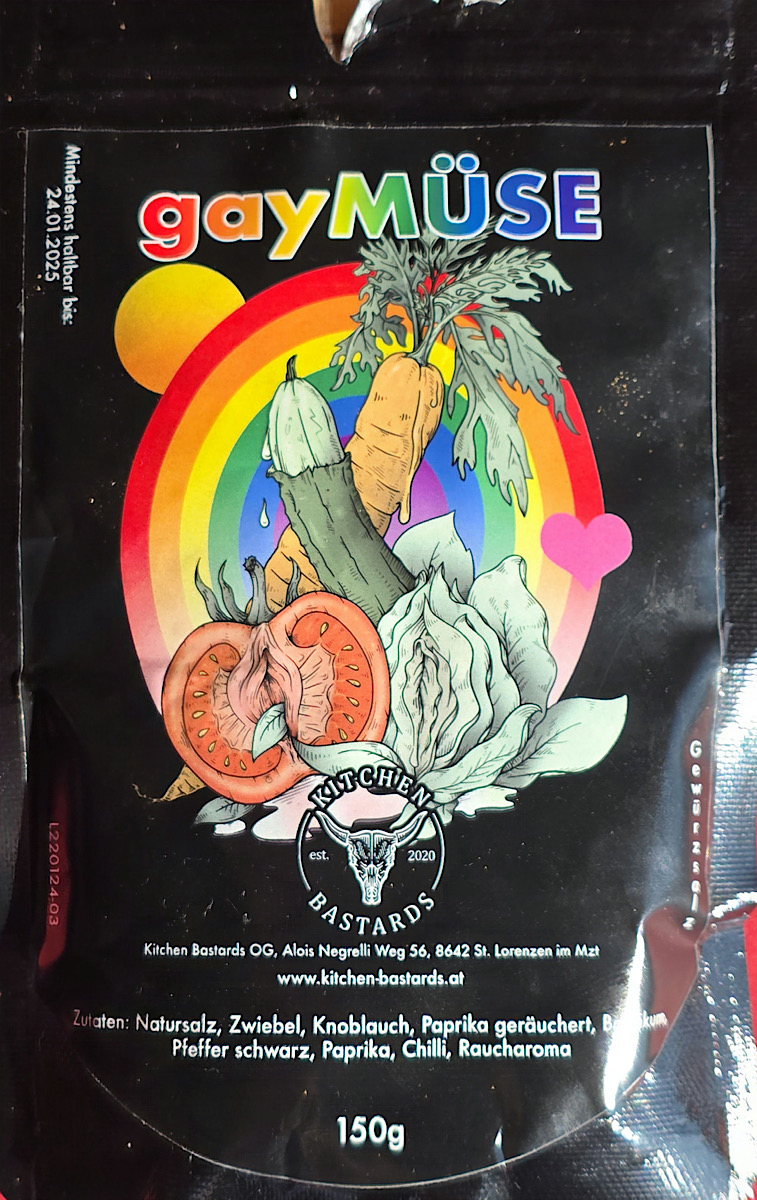 Mindestens haltbar bis:
24.01.2025
gayMÜSE
KITCHEN
est. 2020
BASTARDS
Gewürzsalz
L220124-03
Kitchen Bastards OG, Alois Negrelli Weg 56, 8642 St. Lorenzen im Mzt
www.kitchen-bastards.at
Zutaten: Natursalz, Zwiebel, Knoblauch, Paprika geräuchert,
Pfeffer schwarz, Paprika, Chilli, Raucharoma
150g